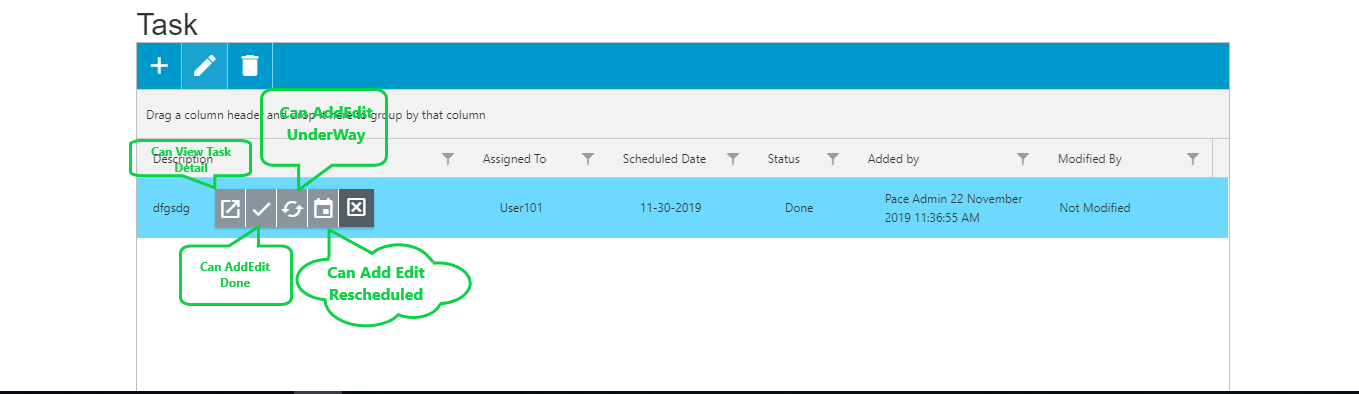 Task
Can AddEdit
UnderWay
Drag a column header and drop it here to group by that column
Can View Task
Detail
Description
Assigned To
Scheduled Date
Status
Added by
Modified By
dfgsdg
User101
11-30-2019
Done
Pace Admin 22 November
2019 11:36:55 AM
Not Modified
Can AddEdit
Done
Can Add Edit
Rescheduled